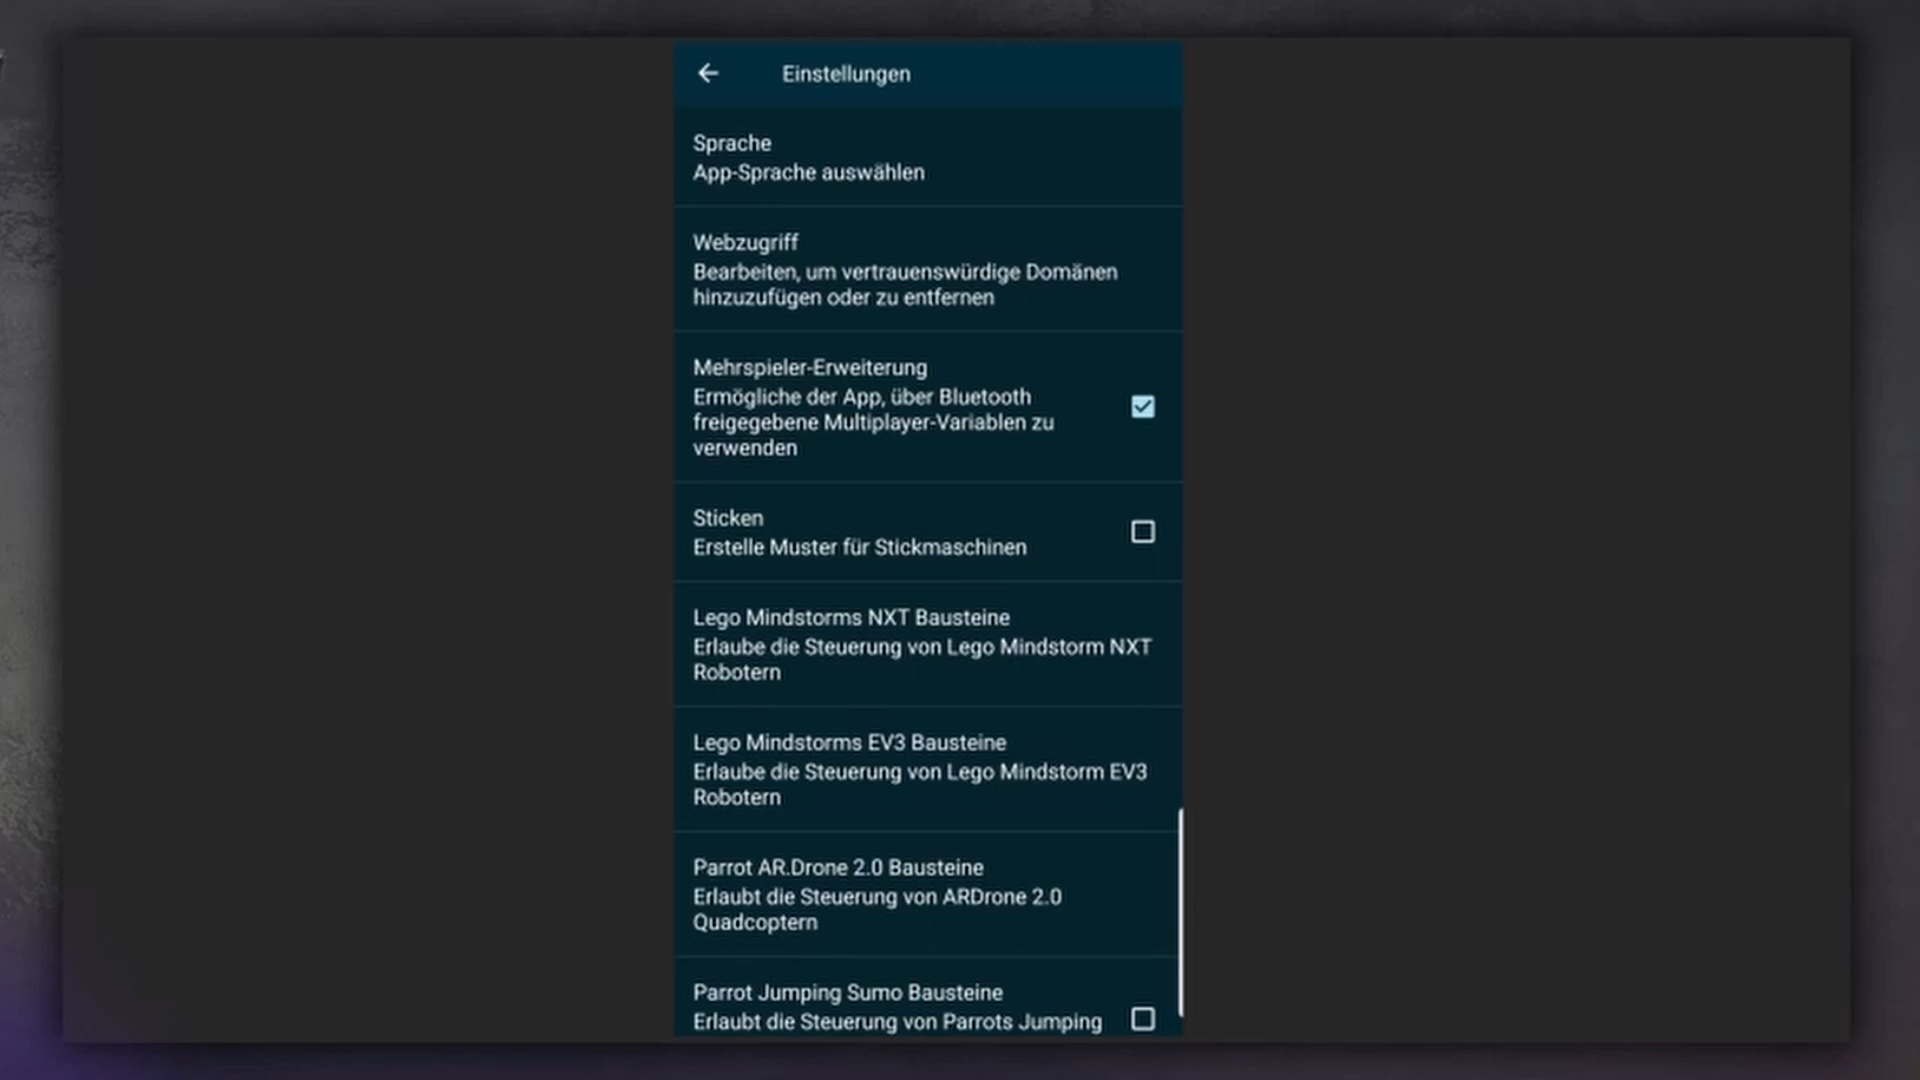 Einstellungen
Sprache
App-Sprache auswählen
Webzugriff
Bearbeiten, um vertrauenswürdige Domänen
hinzuzufügen oder zu entfernen
Mehrspieler-Erweiterung
Ermögliche der App, über Bluetooth
freigegebene Multiplayer-Variablen zu
verwenden
Sticken
Erstelle Muster für Stickmaschinen
Lego Mindstorms NXT Bausteine
Erlaube die Steuerung von Lego Mindstorm NXT
Robotern
Lego Mindstorms EV3 Bausteine
Erlaube die Steuerung von Lego Mindstorm EV3
Robotern
Parrot AR.Drone 2.0 Bausteine
Erlaubt die Steuerung von ARDrone 2.0
Quadcoptern
Parrot Jumping Sumo Bausteine
Erlaubt die Steuerung von Parrots Jumping